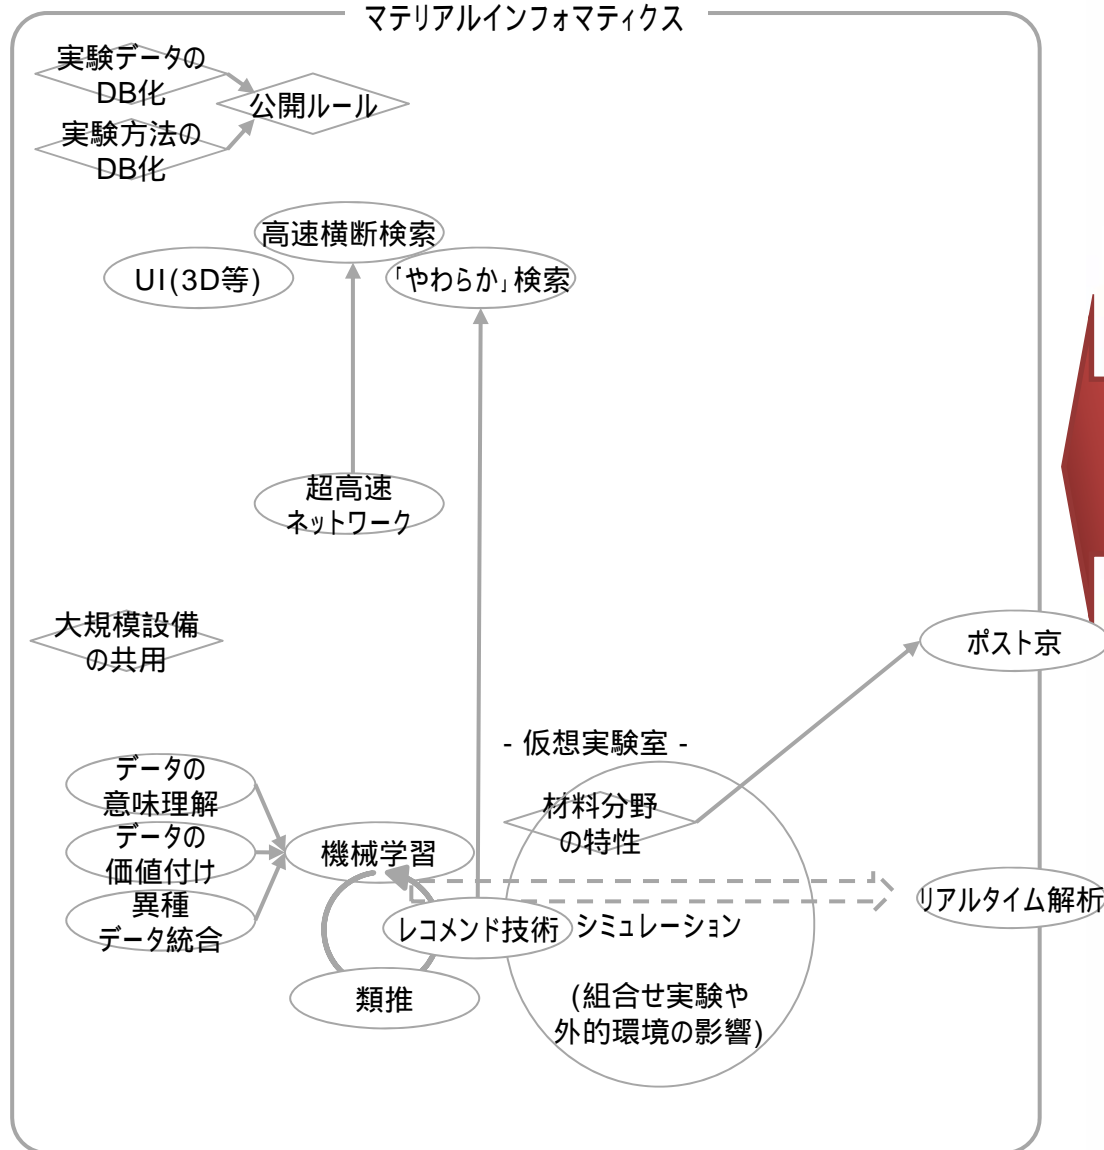 マテリアルインフォマティクス
実験データの
DB化
公開ルール
実験方法の
DB化
高速横断検索
UI(3D等)
「やわらか」検索
超高速
ネットワーク
大規模設備
の共用
ポスト京
- 仮想実験室 -
データの
意味理解
材料分野
の特性
データの
価値付け
機械学習
異種
データ統合
リアルタイム解析
レコメンド技術
シミュレーション
類推
(組合せ実験や
外的環境の影響)